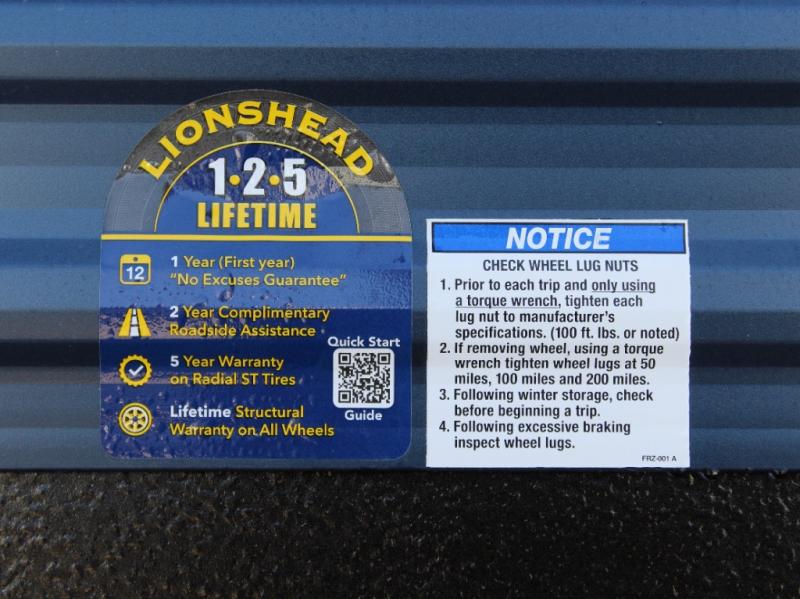 LIONSHEAD
1·2·5
LIFETIME
12
1 Year (First year)
"No Excuses Guarantee"
2 Year Complimentary
Roadside Assistance
5 Year Warranty
on Radial ST Tires
Lifetime Structural
Warranty on All Wheels
Quick Start
Guide
NOTICE
CHECK WHEEL LUG NUTS
1. Prior to each trip and only using
a torque wrench, tighten each
lug nut to manufacturer's
specifications. (100 ft. lbs. or noted)
2. If removing wheel, using a torque
wrench tighten wheel lugs at 50
miles, 100 miles and 200 miles.
3. Following winter storage, check
before beginning a trip.
4. Following excessive braking
inspect wheel lugs.
FRZ-001 A